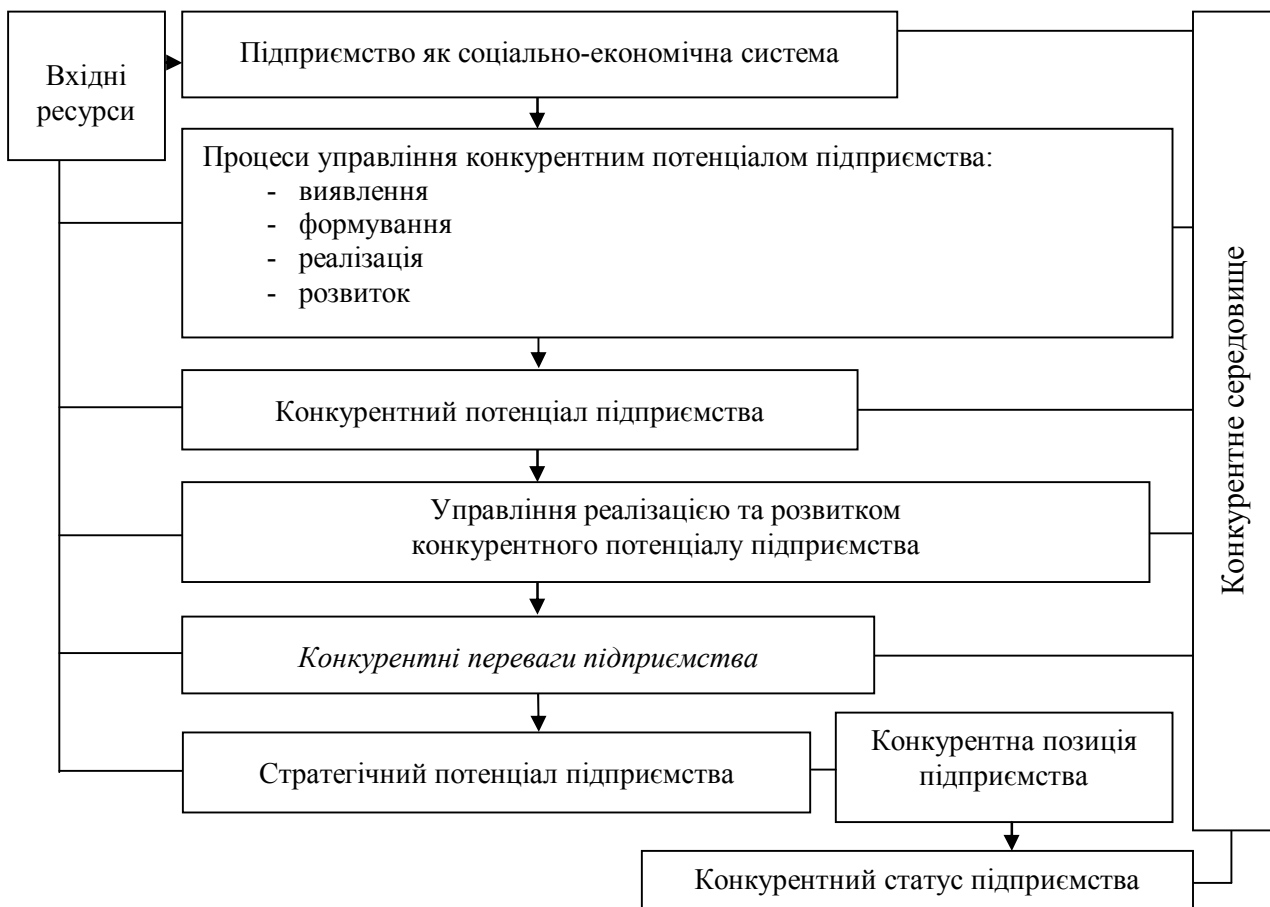 Вхідні
ресурси
Підприємство як соціально-економічна система
Процеси управління конкурентним потенціалом підприємства:
- виявлення
- формування
- реалізація
- розвиток
Конкурентний потенціал підприємства
Управління реалізацією та розвитком
конкурентного потенціалу підприємства
Конкурентні переваги підприємства
Стратегічний потенціал підприємства
Конкурентна позиція
підприємства
Конкурентний статус підприємства
Конкурентне середовище